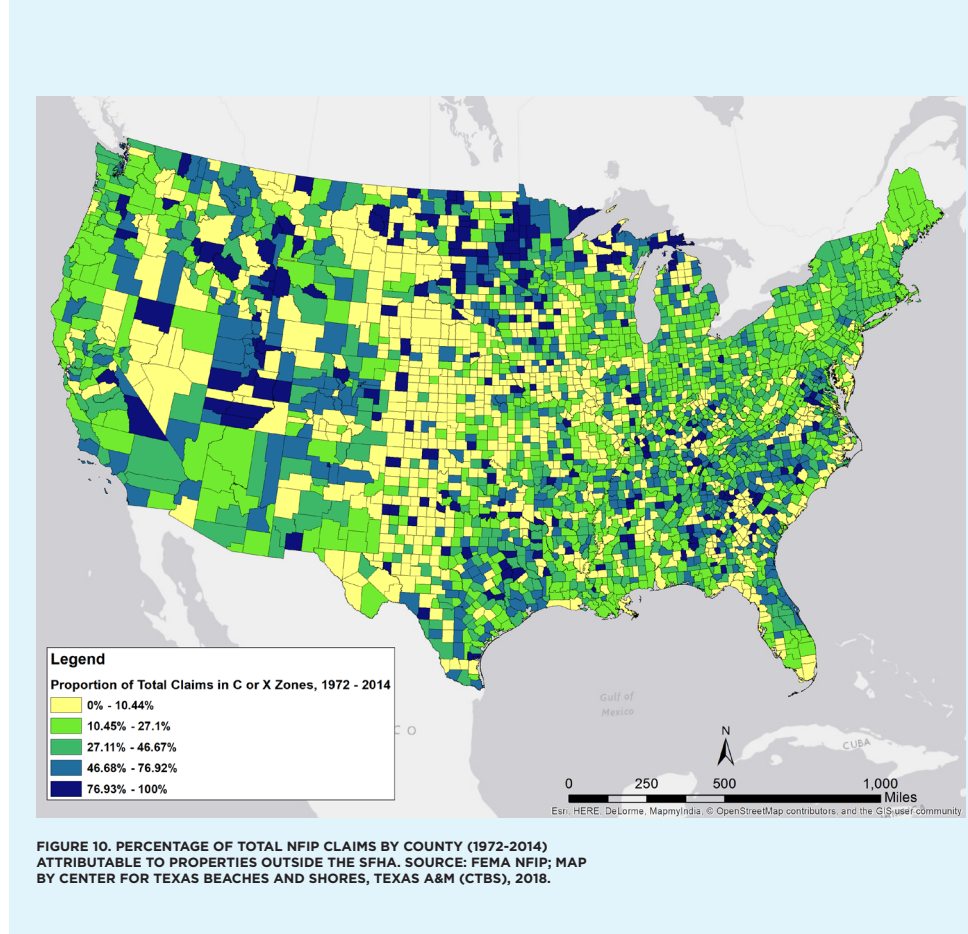 Legend
Proportion of Total Claims in C or X Zones, 1972 - 2014
0% - 10.44%
10.45% - 27.1%
27.11% - 46.67%
46.68% - 76.92%
76.93% - 100%
C O
Gulf of
Mexico
CUBA
N
0 250 500 1,000
Miles
Esri, HERE, DeLorme, MapmyIndia, © OpenStreetMap contributors, and the GIS user community
FIGURE 10. PERCENTAGE OF TOTAL NFIP CLAIMS BY COUNTY (1972-2014)
ATTRIBUTABLE TO PROPERTIES OUTSIDE THE SFHA. SOURCE: FEMA NFIP; MAP
BY CENTER FOR TEXAS BEACHES AND SHORES, TEXAS A&M (CTBS), 2018.